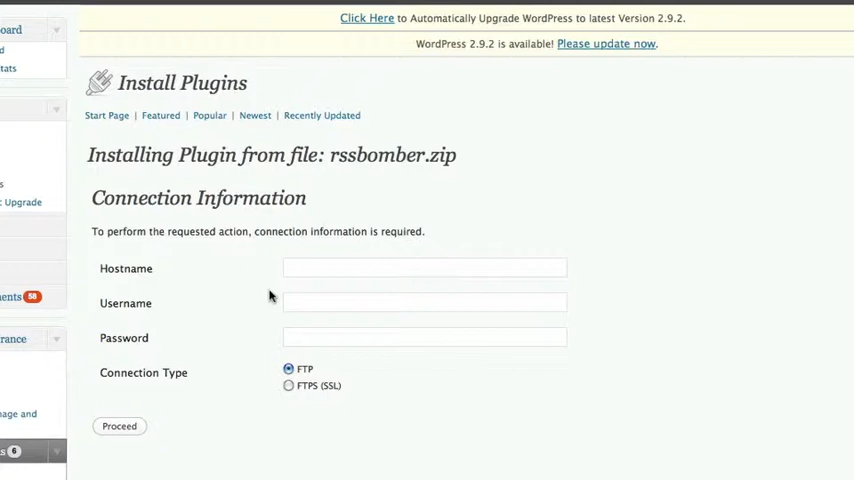 Click Here to Automatically Upgrade WordPress to latest Version 2.9.2.
WordPress 2.9.2 is available! Please update now.
Install Plugins
Start Page | Featured | Popular | Newest | Recently Updated
Installing Plugin from file: rssbomber.zip
Connection Information
To perform the requested action, connection information is required.
Hostname
Username
Password
Connection Type
FTP
FTPS (SSL)
Proceed
oard
d
tats
s
c Upgrade
ents 58
rance
nage and
s 6